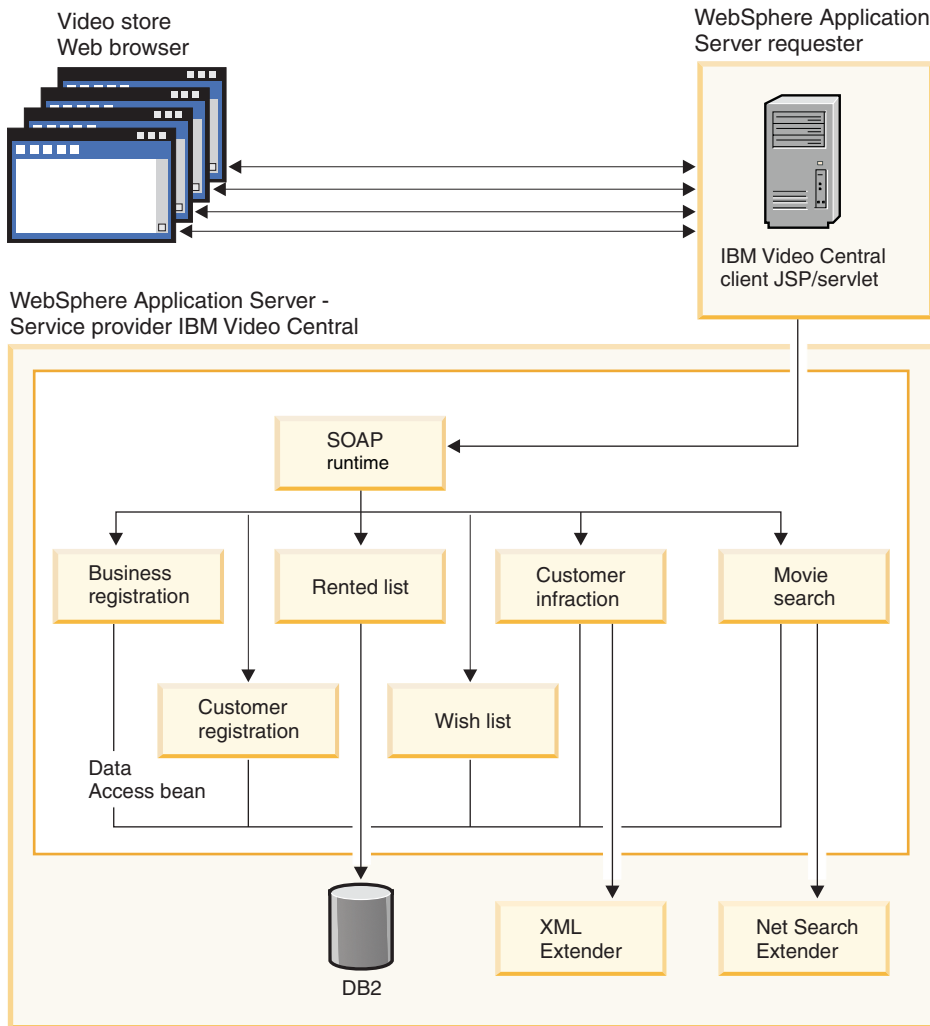 Video store
Web browser
WebSphere Application
Server requester
IBM Video Central
client JSP/servlet
WebSphere Application Server -
Service provider IBM Video Central
SOAP
runtime
Business
registration
Rented list
Customer
infraction
Movie
search
Customer
registration
Wish list
Data
Access bean
DB2
XML
Extender
Net Search
Extender